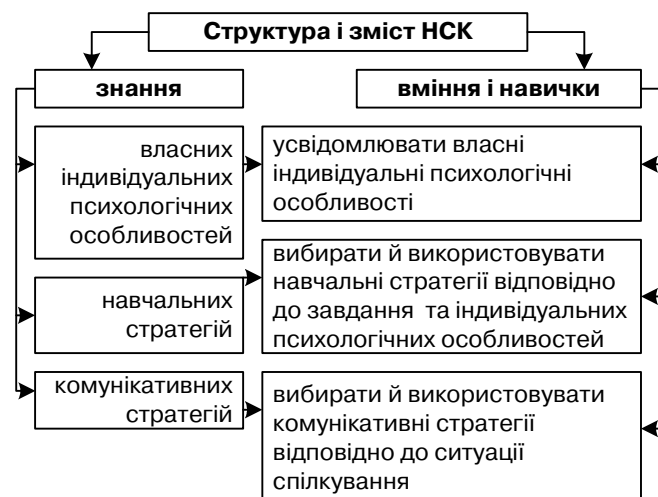 Структура і зміст НСК
знання
вміння і навички
власних
індивідуальних
психологічних
особливостей
усвідомлювати власні
індивідуальні психологічні
особливості
навчальних
стратегій
вибирати й використовувати
навчальні стратегії відповідно
до завдання та індивідуальних
психологічних особливостей
комунікативних
стратегій
вибирати й використовувати
комунікативні стратегії
відповідно до ситуації
спілкування